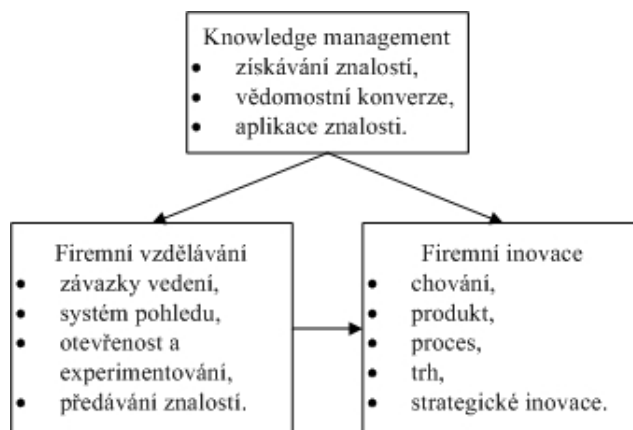 Knowledge management
• získávání znalostí,
• vědomostní konverze,
• aplikace znalosti.
Firemní vzdělávání
• závazky vedení,
• systém pohledu,
• otevřenost a
experimentování,
• předávání znalostí.
Firemní inovace
• chování,
• produkt,
• proces,
• trh,
• strategické inovace.